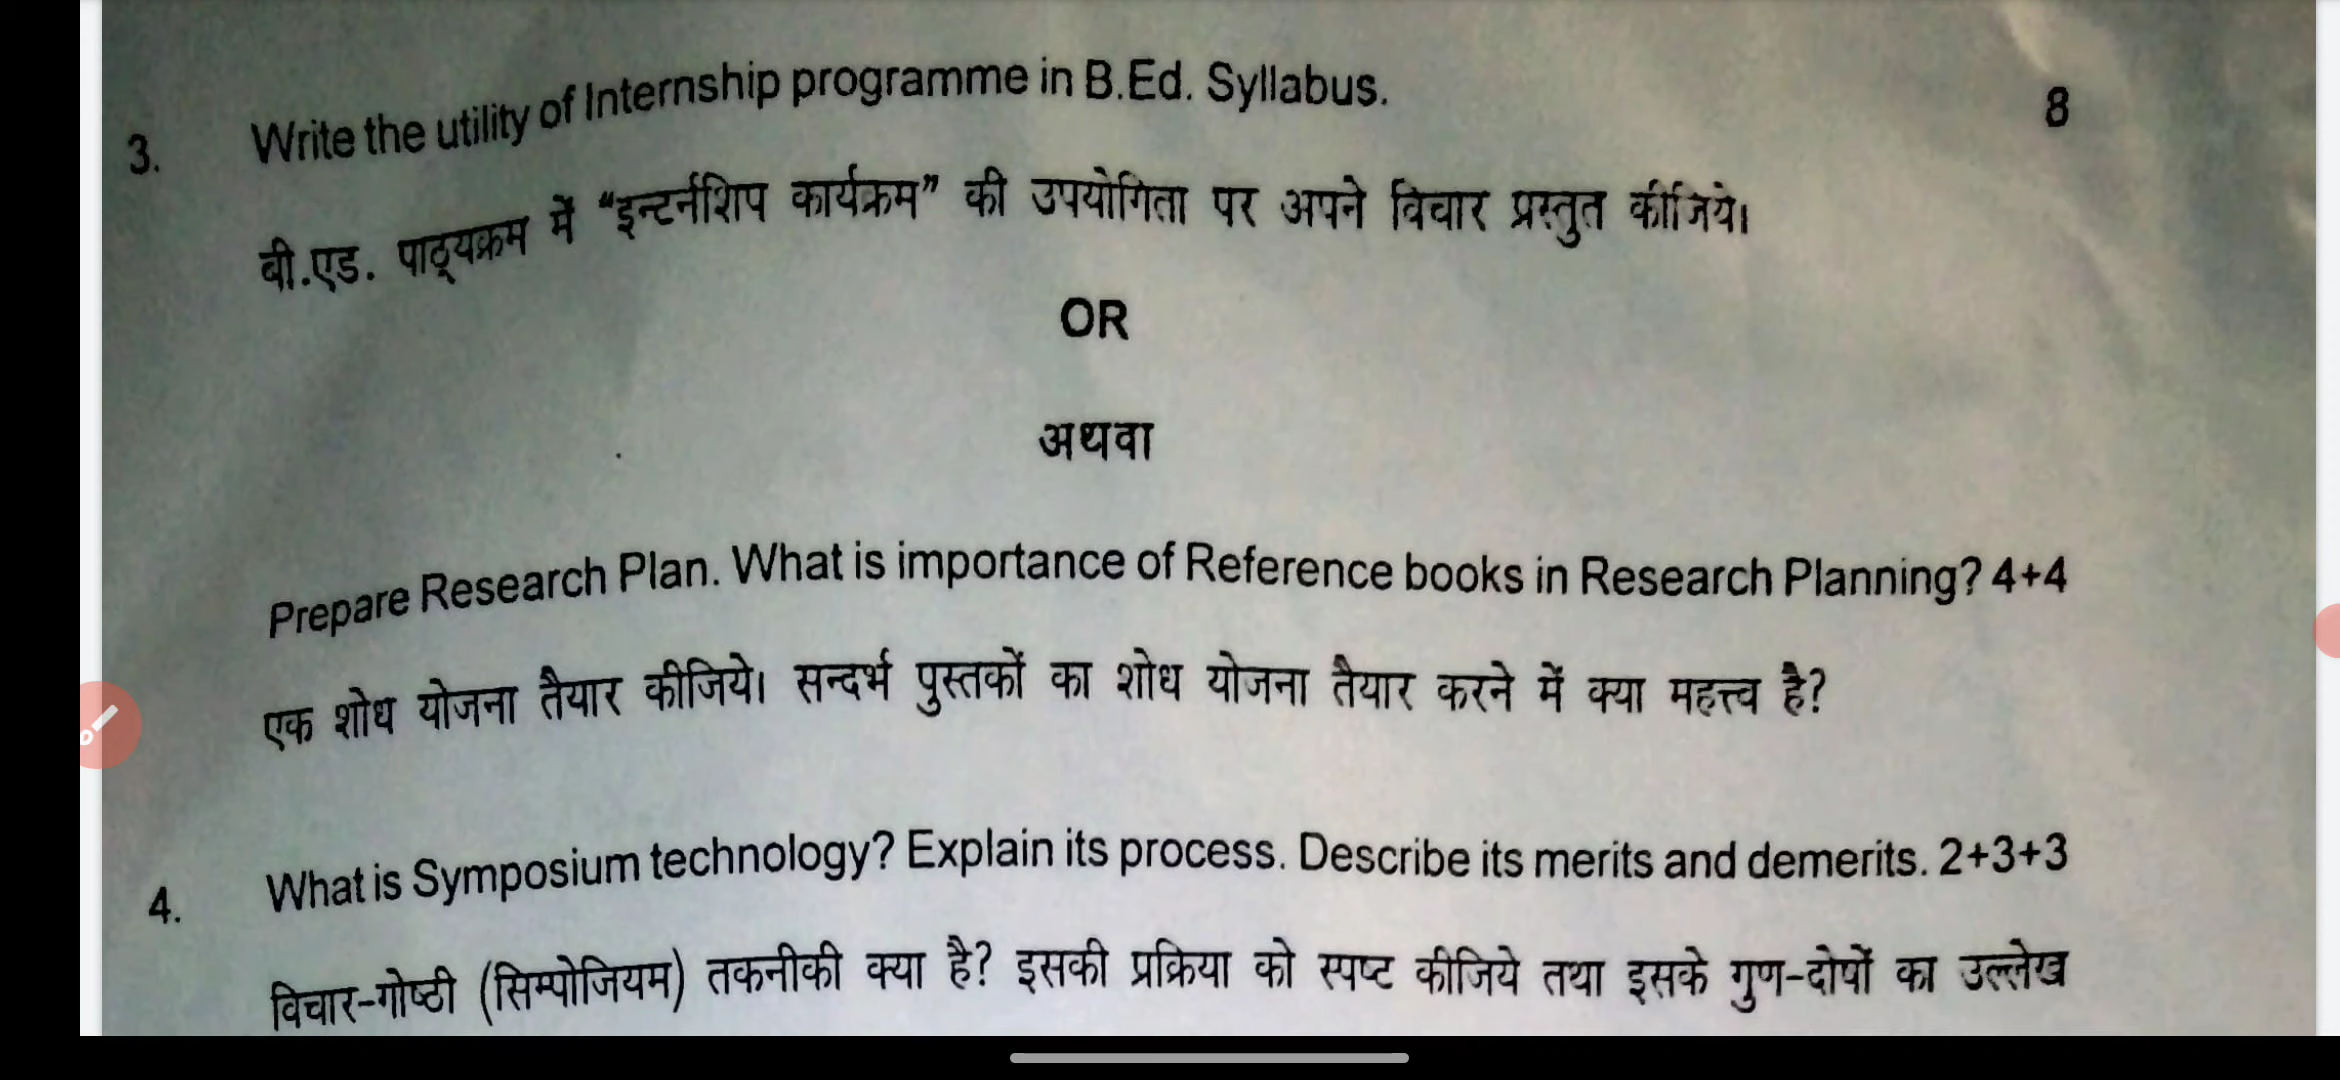 3. Write the utility of Internship programme in B.Ed. Syllabus. 8
बी.एड. पाठ्यक्रम में “इन्टर्नशिप कार्यक्रम” की उपयोगिता पर अपने विचार प्रस्तुत कीजिये।
OR
अथवा
Prepare Research Plan. What is importance of Reference books in Research Planning? 4+4
एक शोध योजना तैयार कीजिये। सन्दर्भ पुस्तकों का शोध योजना तैयार करने में क्या महत्त्व है?
4. What is Symposium technology? Explain its process. Describe its merits and demerits. 2+3+3
विचार-गोष्ठी (सिम्पोजियम) तकनीकी क्या है? इसकी प्रक्रिया को स्पष्ट कीजिये तथा इसके गुण-दोषों का उल्लेख